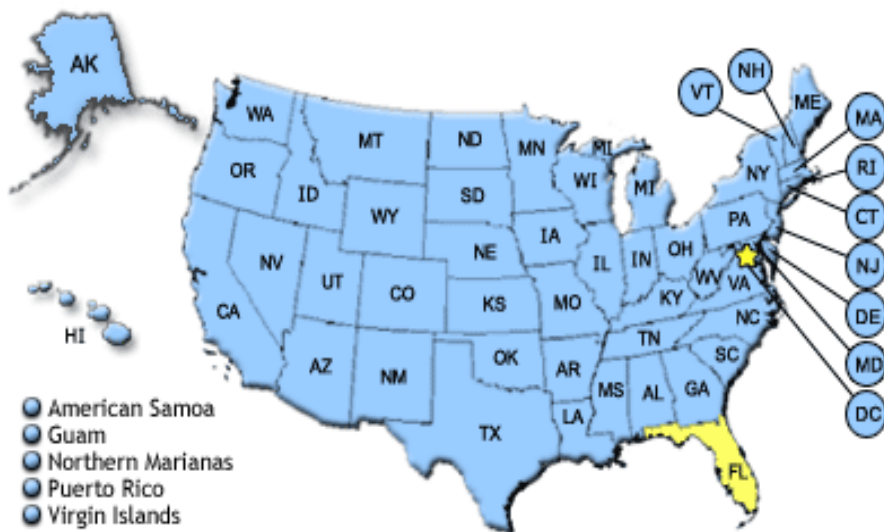 AK
NH
VT
ME
WA
MA
MT
ND
MN
MI
OR
ID
SD
WI
MI
NY
RI
WY
CT
PA
IA
NE
NV
UT
IL
IN
OH
NJ
CO
WV
VA
CA
KS
MO
KY
DE
HI
NC
TN
AZ
NM
OK
AR
SC
MD
MS
AL
GA
DC
American Samoa
LA
TX
Guam
Northern Marianas
FL
Puerto Rico
Virgin Islands